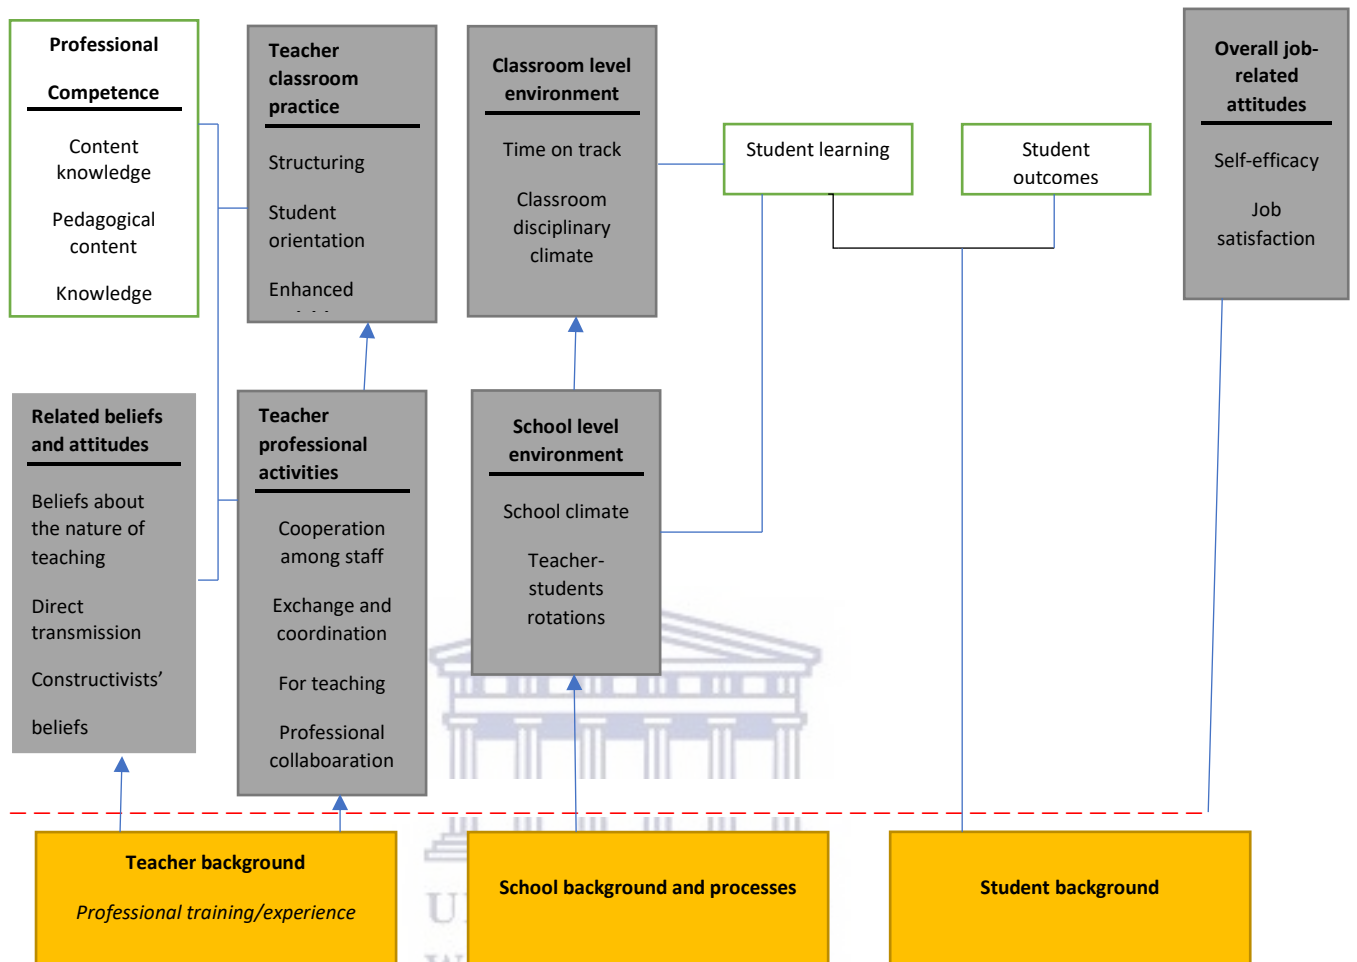 Professional
Competence
Content
knowledge
Pedagogical
content
Knowledge
Teacher
classroom
practice
Structuring
Student
orientation
Enhanced
Classroom level
environment
Time on track
Classroom
disciplinary
climate
Student learning
Student
outcomes
Overall job-
related
attitudes
Self-efficacy
Job
satisfaction
Related beliefs
and attitudes
Beliefs about
the nature of
teaching
Direct
transmission
Constructivists’
beliefs
Teacher
professional
activities
Cooperation
among staff
Exchange and
coordination
For teaching
Professional
collaboaration
School level
environment
School climate
Teacher-
students
rotations
Teacher background
Professional training/experience
School background and processes
Student background